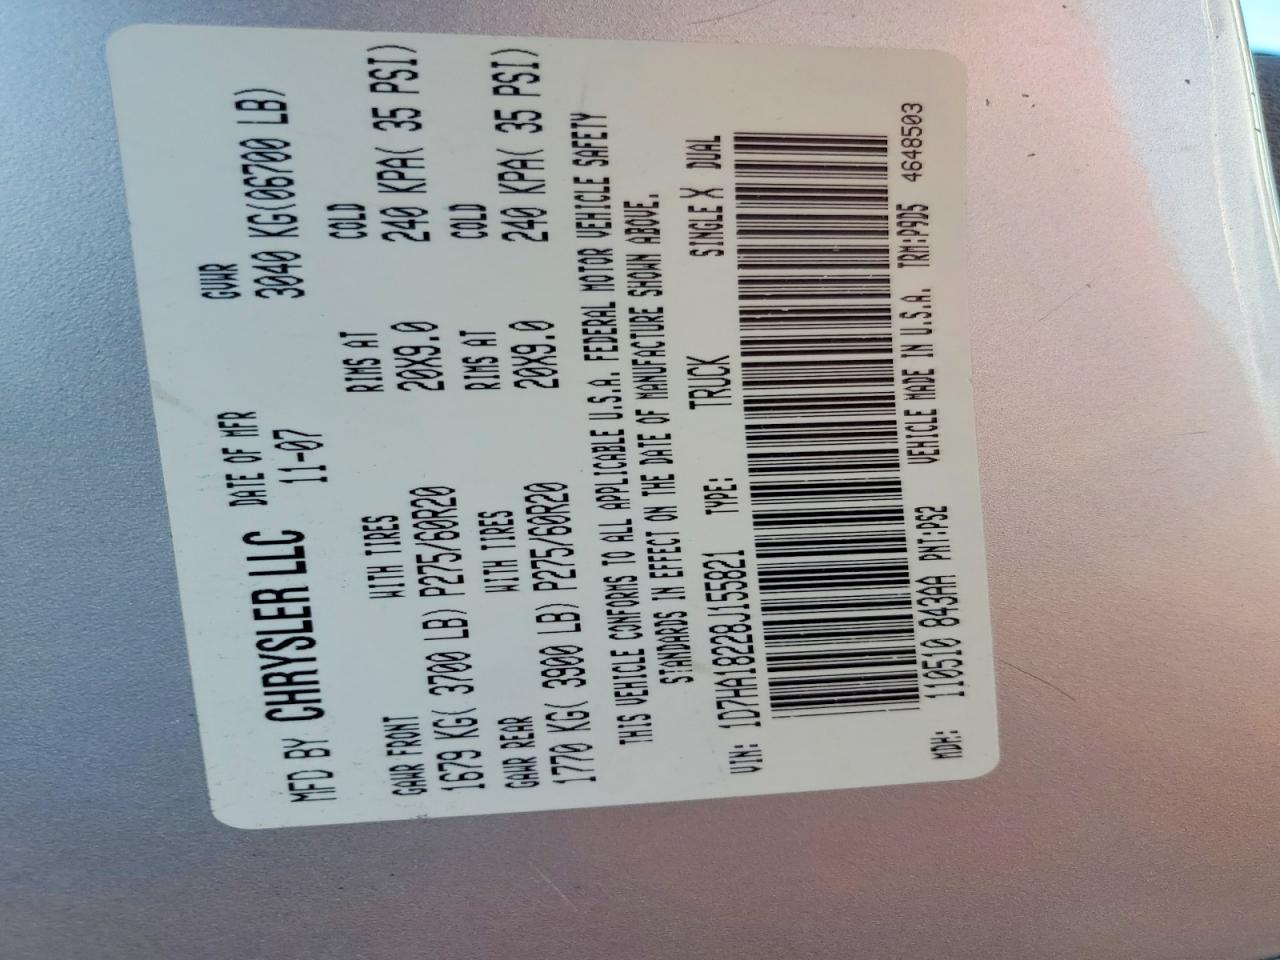 MFD BY CHRYSLER LLC DATE OF MFR GVWR
11-07 3040 KG(06700 LB)
GAWR FRONT WITH TIRES RIMS AT COLD
1679 KG( 3700 LB) P275/60R20 20X9.0 240 KPA( 35 PSI)
GAWR REAR WITH TIRES RIMS AT COLD
1770 KG( 3900 LB) P275/60R20 20X9.0 240 KPA( 35 PSI)
THIS VEHICLE CONFORMS TO ALL APPLICABLE U.S.A. FEDERAL MOTOR VEHICLE SAFETY
STANDARDS IN EFFECT ON THE DATE OF MANUFACTURE SHOWN ABOVE.
VIN: 1D7HA18228J155821 TYPE: TRUCK SINGLE X DUAL
MDH: 110510 843AA PNT:PS2 VEHICLE MADE IN U.S.A. TRM:P9D5 4648503